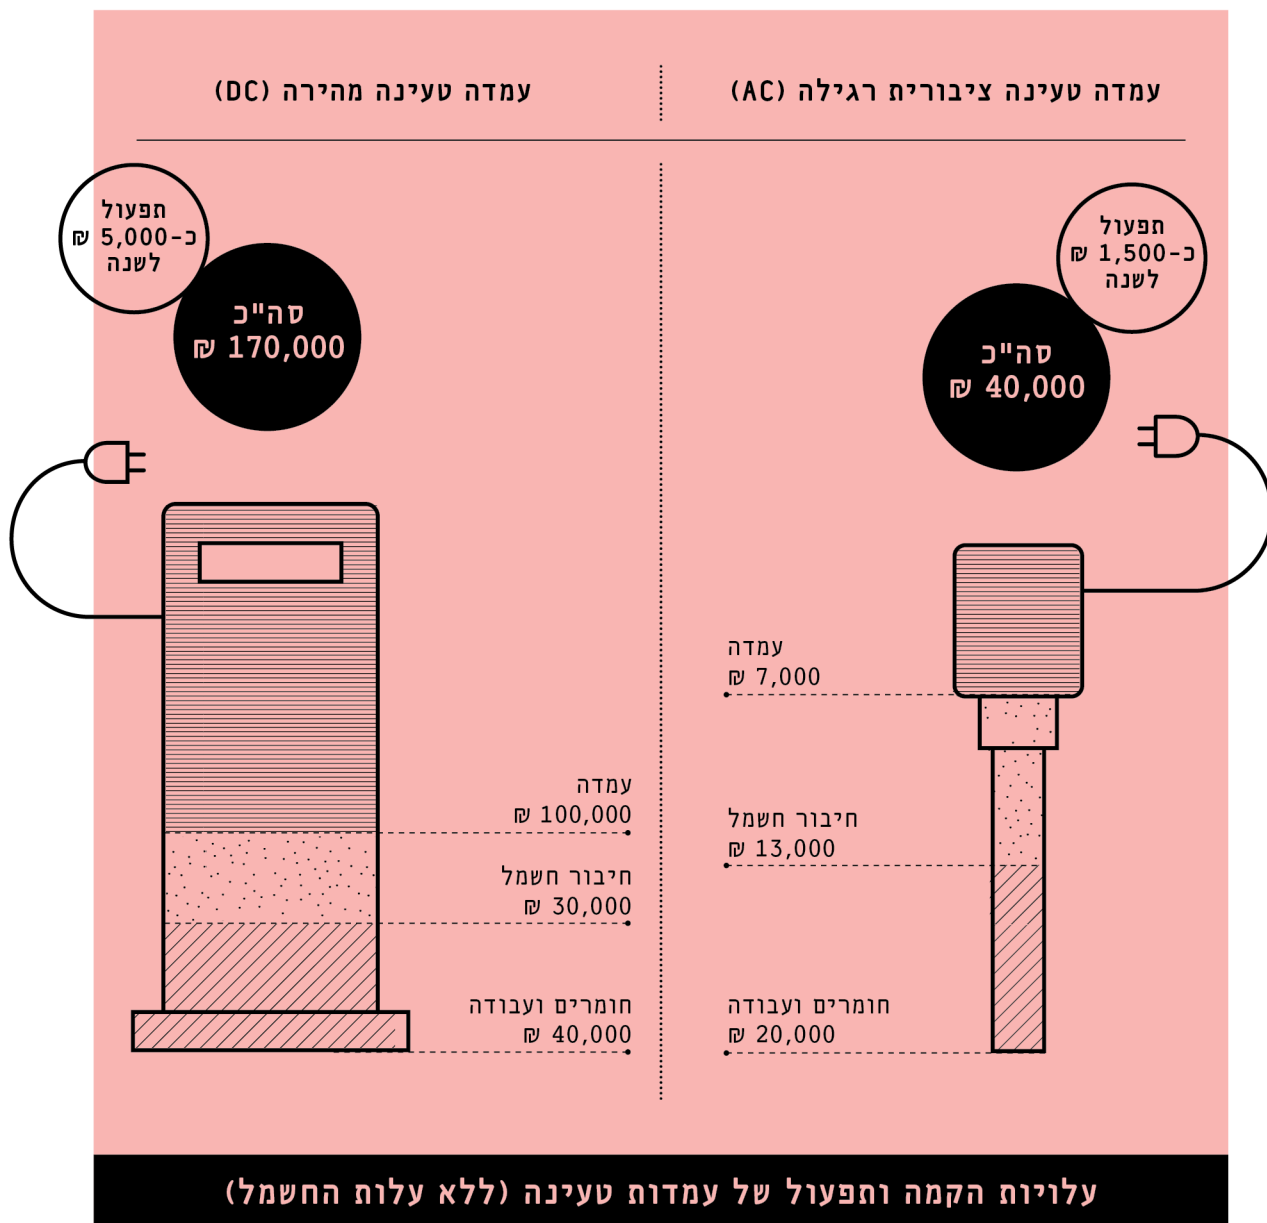 עמדה טעינה ציבורית רגילה (AC)
תפעול
כ-1,500 ₪
לשנה
סה"כ
40,000 ₪
עמדה
7,000 ₪
חיבור חשמל
13,000 ₪
חומרים ועבודה
20,000 ₪
עמדה טעינה מהירה (DC)
תפעול
כ-5,000 ₪
לשנה
סה"כ
170,000 ₪
עמדה
100,000 ₪
חיבור חשמל
30,000 ₪
חומרים ועבודה
40,000 ₪
עלויות הקמה ותפעול של עמדות טעינה (ללא עלות החשמל)